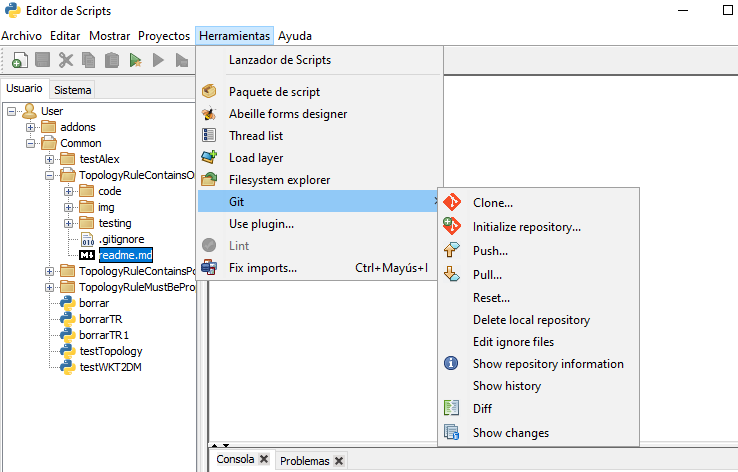 Editor de Scripts
Archivo Editar Mostrar Proyectos Herramientas Ayuda
Usuario Sistema
User
addons
Common
testAlex
TopologyRuleContainsO
code
img
testing
.gitignore
readme.md
TopologyRuleContainsPo
TopologyRuleMustBePro
borrar
borrarTR
borrarTR1
testTopology
testWKT2DM
Lanzador de Scripts
Paquete de script
Abeille forms designer
Thread list
Load layer
Filesystem explorer
Git
Use plugin...
Lint
Fix imports... Ctrl+Mayús+I
Clone...
Initialize repository...
Push...
Pull...
Reset...
Delete local repository
Edit ignore files
Show repository information
Show history
Diff
Show changes
Consola Problemas